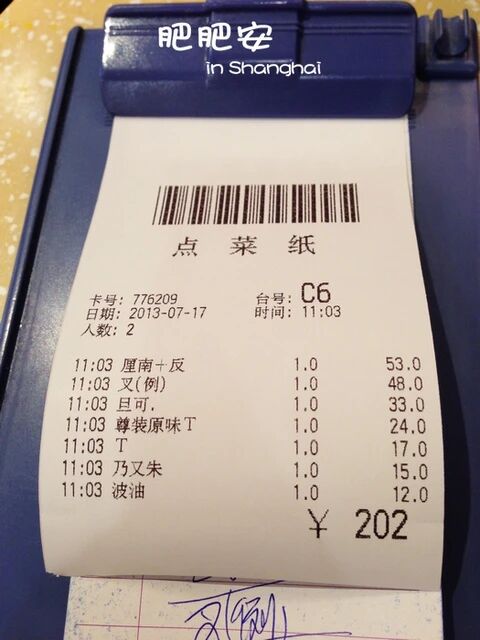 肥肥安
in Shanghai
点菜纸
卡号: 776209 台号: C6
日期: 2013-07-17 时间: 11:03
人数: 2
11:03 厘南十反 1.0 53.0
11:03 叉(例) 1.0 48.0
11:03 旦可. 1.0 33.0
11:03 尊装原味T 1.0 24.0
11:03 T 1.0 17.0
11:03 乃又朱 1.0 15.0
11:03 波油 1.0 12.0
¥ 202